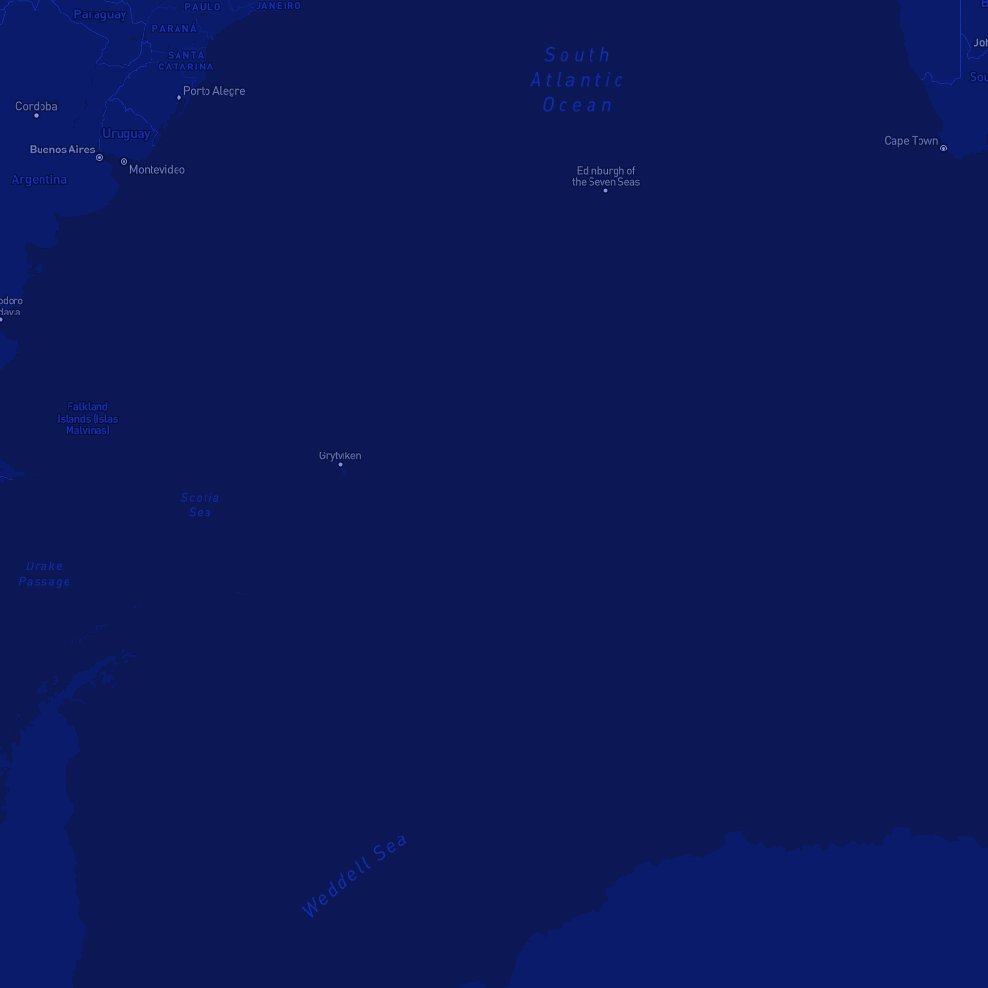 PAULO
JANEIRO
Paraguay
PARANÁ
SANTA
CATARINA
South
Atlantic
Ocean
Porto Alegre
Cordoba
Uruguay
Buenos Aires
Montevideo
Argentina
Cape Town
Edinburgh of
the Seven Seas
Falkland
Islands (Islas
Malvinas)
Grytviken
Scotia
Sea
Drake
Passage
Weddell Sea